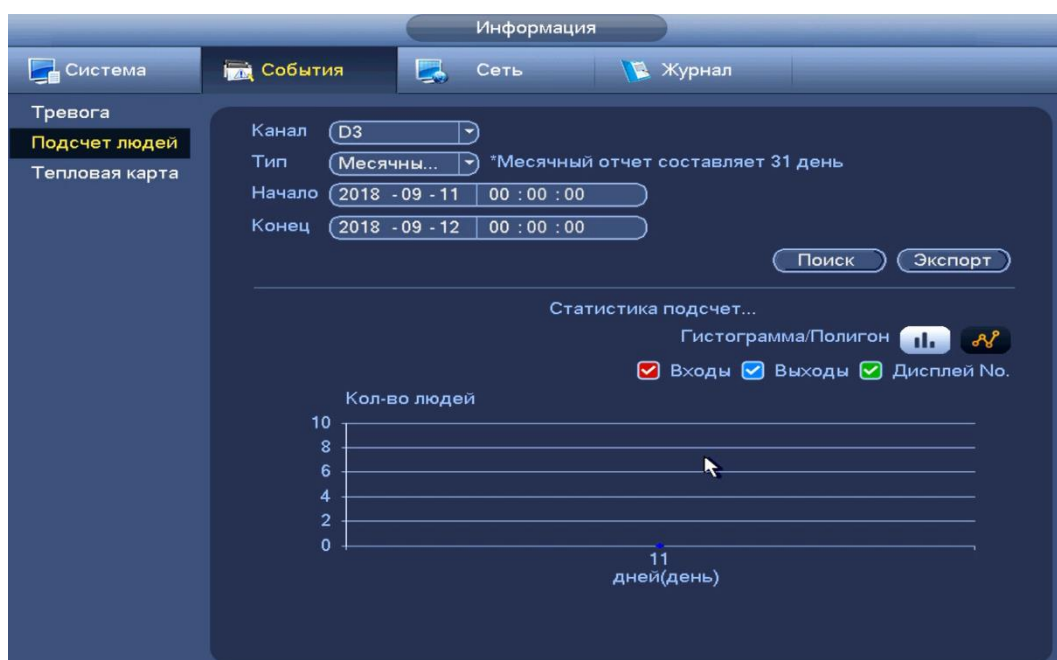 Информация
Система События Сеть Журнал
Тревога
Подсчет людей
Тепловая карта
Канал D3
Тип Месячны... *Месячный отчет составляет 31 день
Начало 2018 - 09 - 11 00 : 00 : 00
Конец 2018 - 09 - 12 00 : 00 : 00
Поиск Экспорт
Статистика подсчет...
Гистограмма/Полигон
Входы Выходы Дисплей No.
Кол-во людей
10
8
6
4
2
0
11
дней(день)